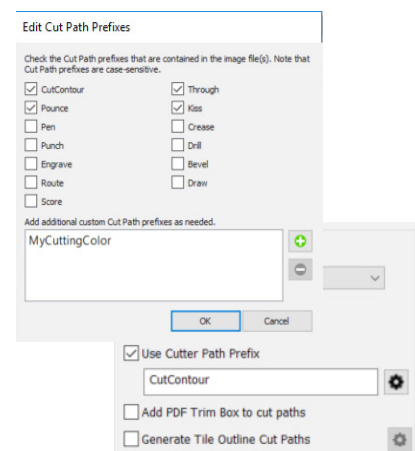 Edit Cut Path Prefixes
Check the Cut Path prefixes that are contained in the image file(s). Note that
Cut Path prefixes are case-sensitive.
CutContour
Through
Pounce
Kiss
Pen
Crease
Punch
Drill
Engrave
Bevel
Route
Draw
Score
Add additional custom Cut Path prefixes as needed.
MyCuttingColor
OK
Cancel
Use Cutter Path Prefix
CutContour
Add PDF Trim Box to cut paths
Generate Tile Outline Cut Paths